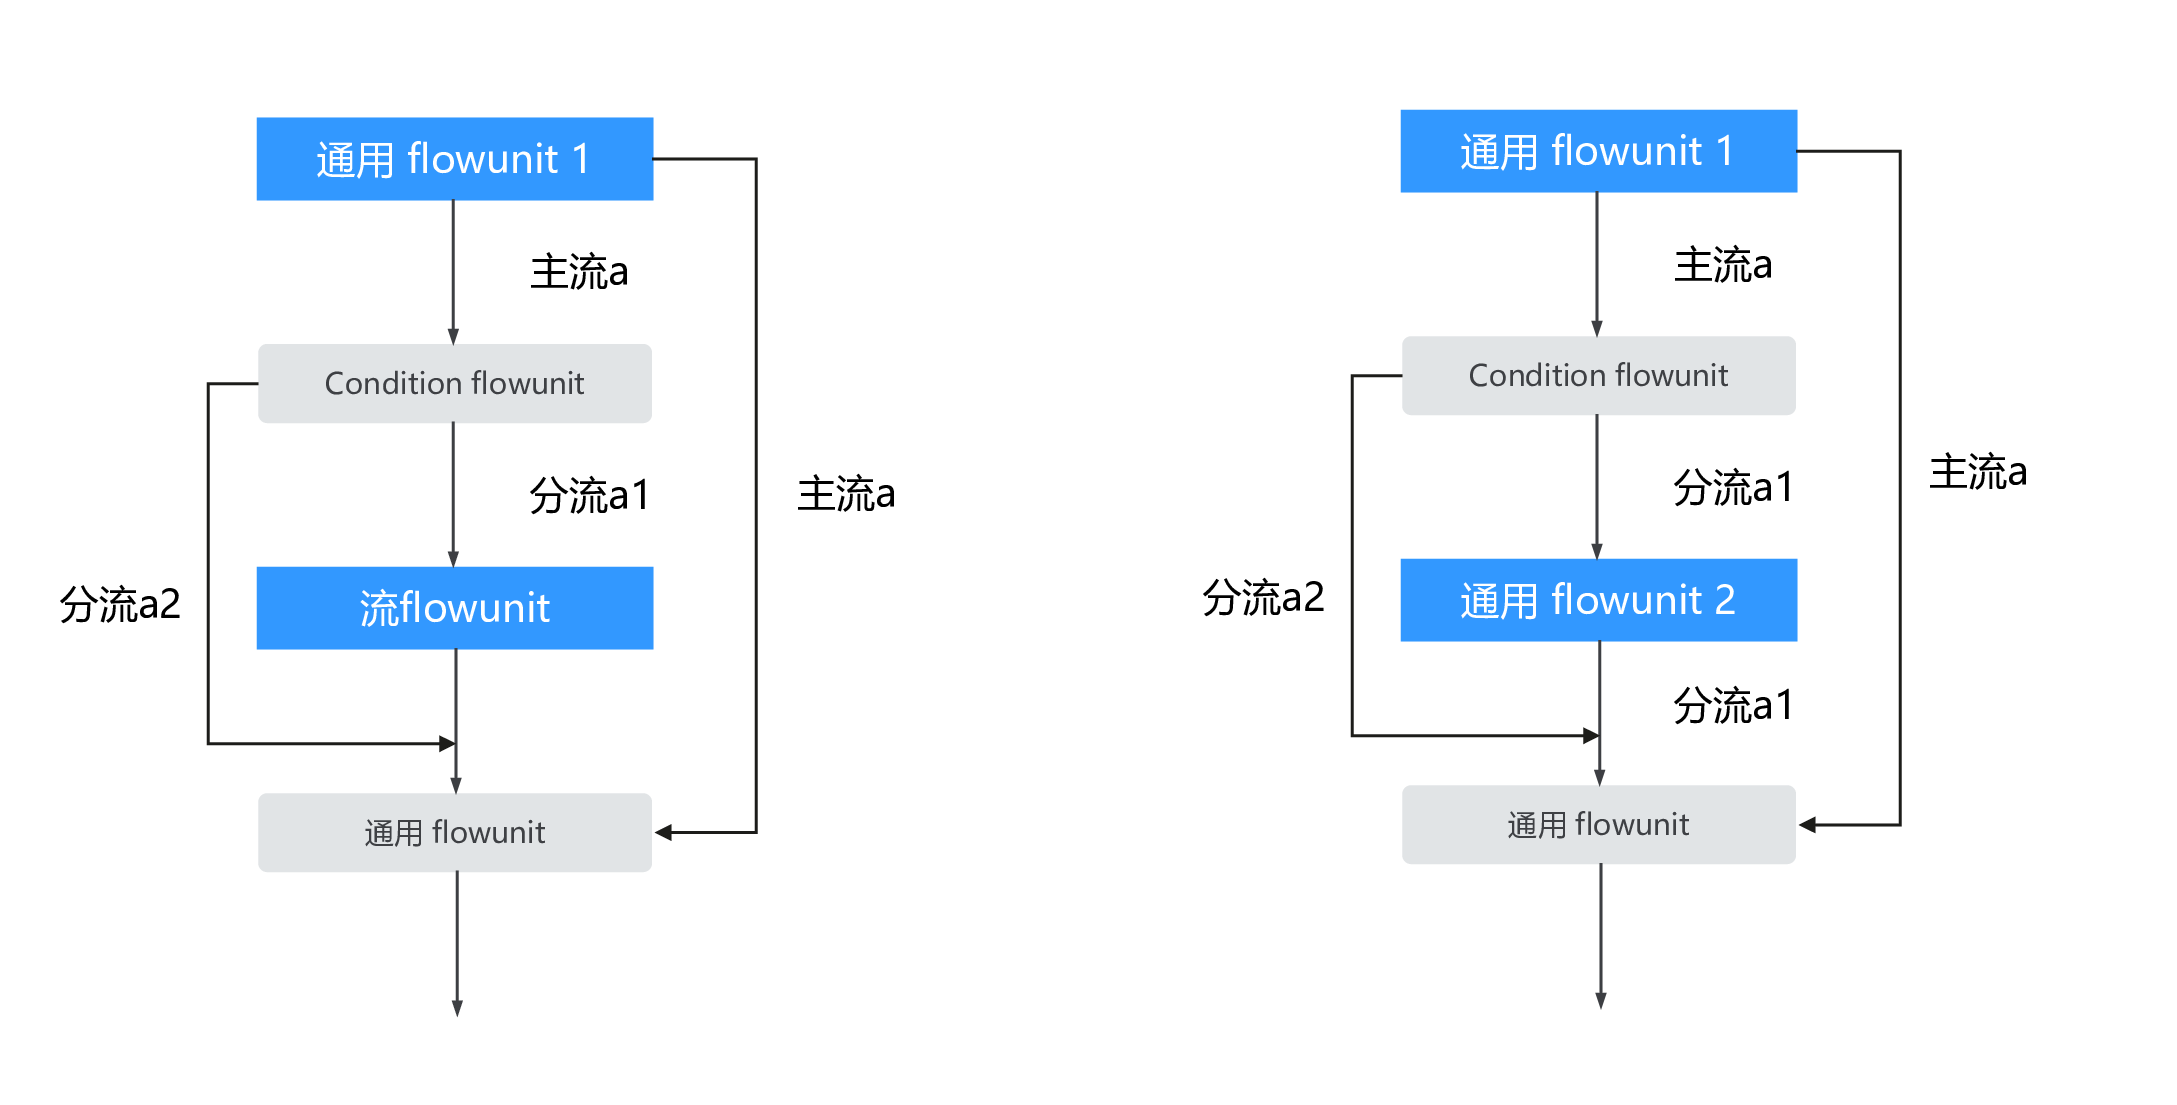 通用 flowunit 1
主流a
Condition flowunit
分流a1
主流a
分流a2
流flowunit
通用 flowunit
通用 flowunit 1
主流a
Condition flowunit
分流a1
主流a
分流a2
通用 flowunit 2
分流a1
通用 flowunit